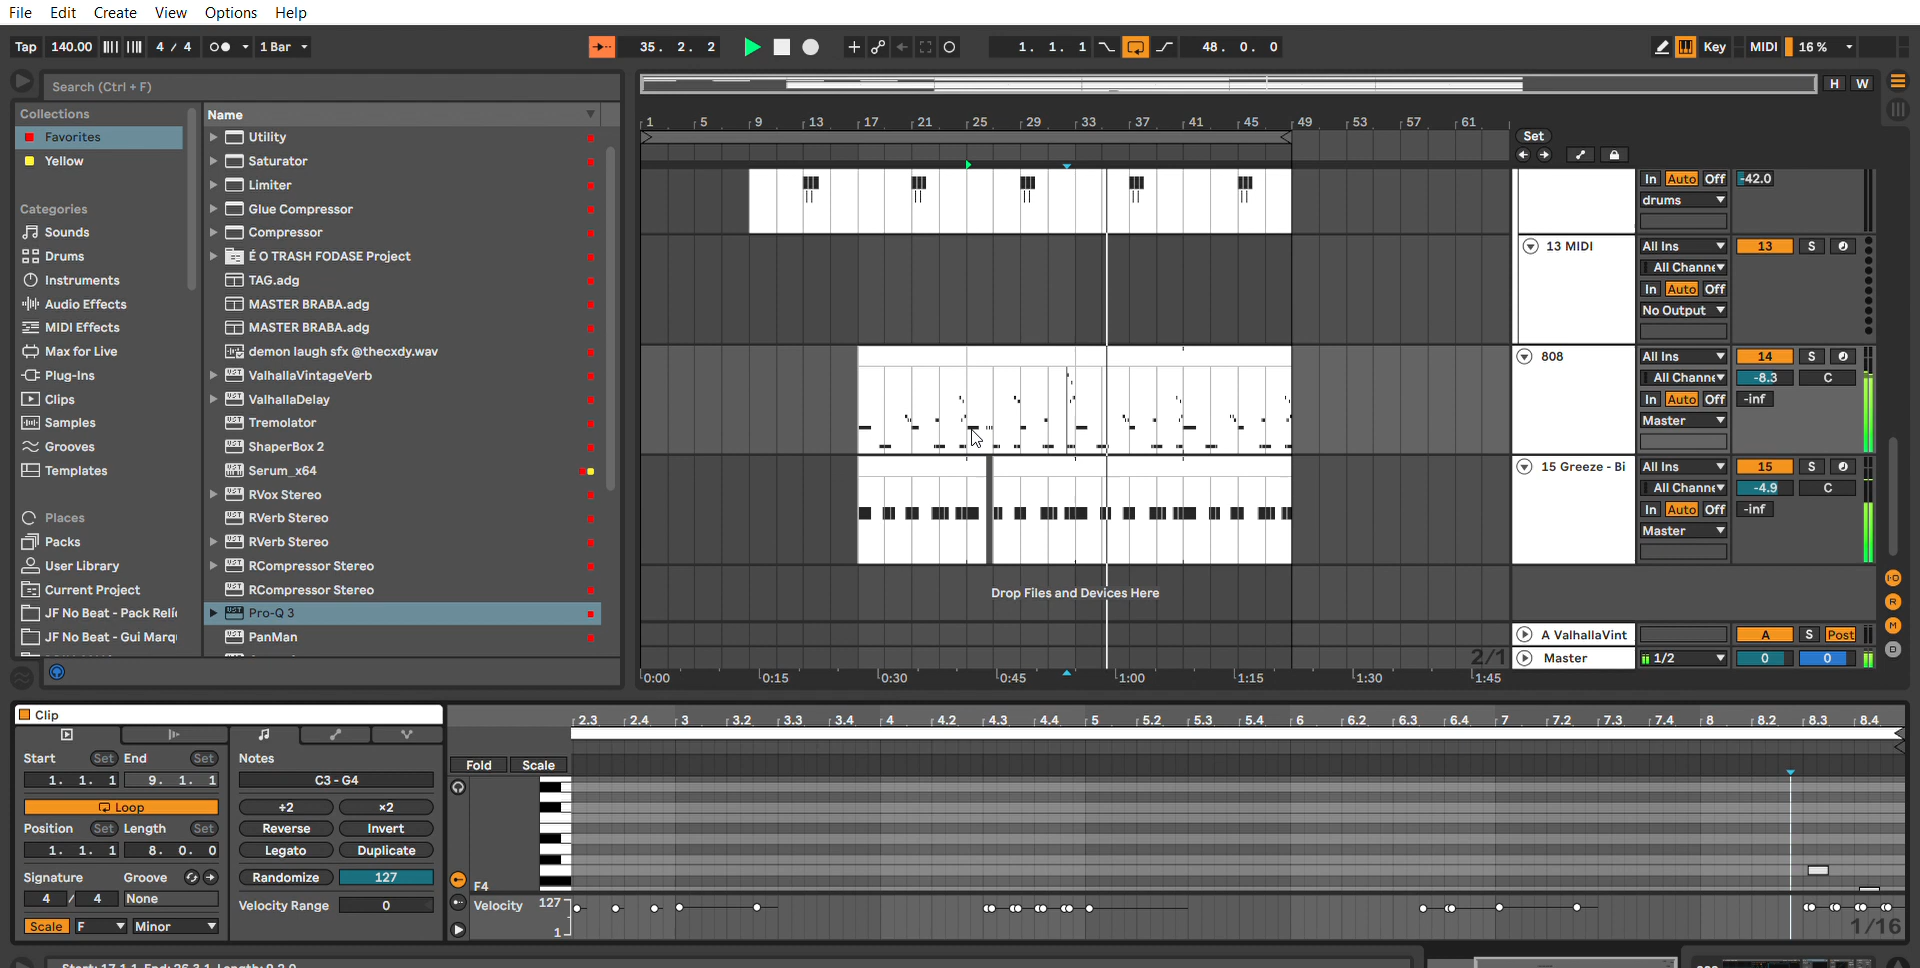 File Edit Create View Options Help
Tap 140.00 4 / 4 1 Bar 35. 2. 2 1. 1. 1 48. 0. 0 Key MIDI 16 %
Search (Ctrl + F)
H W
Collections
Favorites
Yellow
Categories
Sounds
Drums
Instruments
Audio Effects
MIDI Effects
Max for Live
Plug-Ins
Clips
Samples
Grooves
Templates
Places
Packs
User Library
Current Project
JF No Beat - Pack Reli
JF No Beat - Gui Marq
Name
Utility
Saturator
Limiter
Glue Compressor
Compressor
É O TRASH FODASE Project
TAG.adg
MASTER BRABA.adg
MASTER BRABA.adg
demon laugh sfx @thecxdy.wav
ValhallaVintageVerb
ValhallaDelay
Tremolator
ShaperBox 2
Serum_x64
RVox Stereo
RVerb Stereo
RVerb Stereo
RCompressor Stereo
RCompressor Stereo
Pro-Q 3
PanMan
1 5 9 13 17 21 25 29 33 37 41 45 49 53 57 61
Set
In Auto Off -42.0
drums
13 MIDI All Ins 13 S
All Channe
In Auto Off
No Output
808 All Ins 14 S
All Channe -8.3 C
In Auto Off -inf
Master
15 Greeze - Bi All Ins 15 S
All Channe -4.9 C
In Auto Off -inf
Master
Drop Files and Devices Here
A ValhallaVint A S Post
2/1 Master 1/2 0 0
0:00 0:15 0:30 0:45 1:00 1:15 1:30 1:45
I·O
R
M
D
Clip
Start Set End Set
1. 1. 1 9. 1. 1
Loop
Position Set Length Set
1. 1. 1 8. 0. 0
Signature Groove
4 / 4 None
Scale F Minor
Notes
C3 - G4
÷2 ×2
Reverse Invert
Legato Duplicate
Randomize 127
Velocity Range 0
2.3 2.4 3 3.2 3.3 3.4 4 4.2 4.3 4.4 5 5.2 5.3 5.4 6 6.2 6.3 6.4 7 7.2 7.3 7.4 8 8.2 8.3 8.4
Fold Scale
F4
Velocity 127
1
1/16